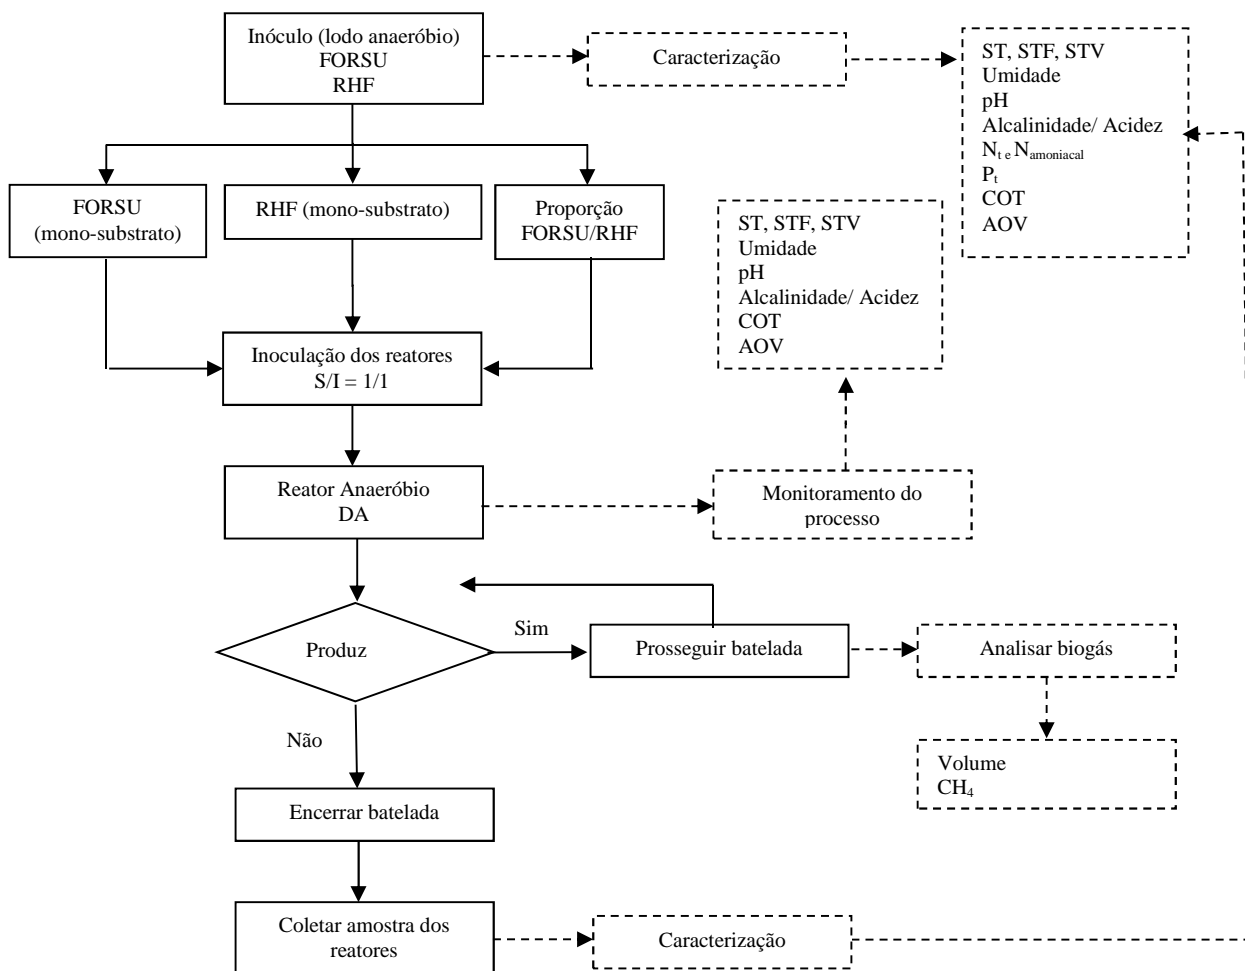 Inóculo (lodo anaeróbio)
FORSU
RHF
Caracterização
ST, STF, STV
Umidade
pH
Alcalinidade/ Acidez
Nt e Namoniacal
Pt
COT
AOV
FORSU
(mono-substrato)
RHF (mono-substrato)
Proporção
FORSU/RHF
ST, STF, STV
Umidade
pH
Alcalinidade/ Acidez
COT
AOV
Inoculação dos reatores
S/I = 1/1
Reator Anaeróbio
DA
Monitoramento do
processo
Produz
Sim
Prosseguir batelada
Analisar biogás
Não
Volume
CH4
Encerrar batelada
Coletar amostra dos
reatores
Caracterização